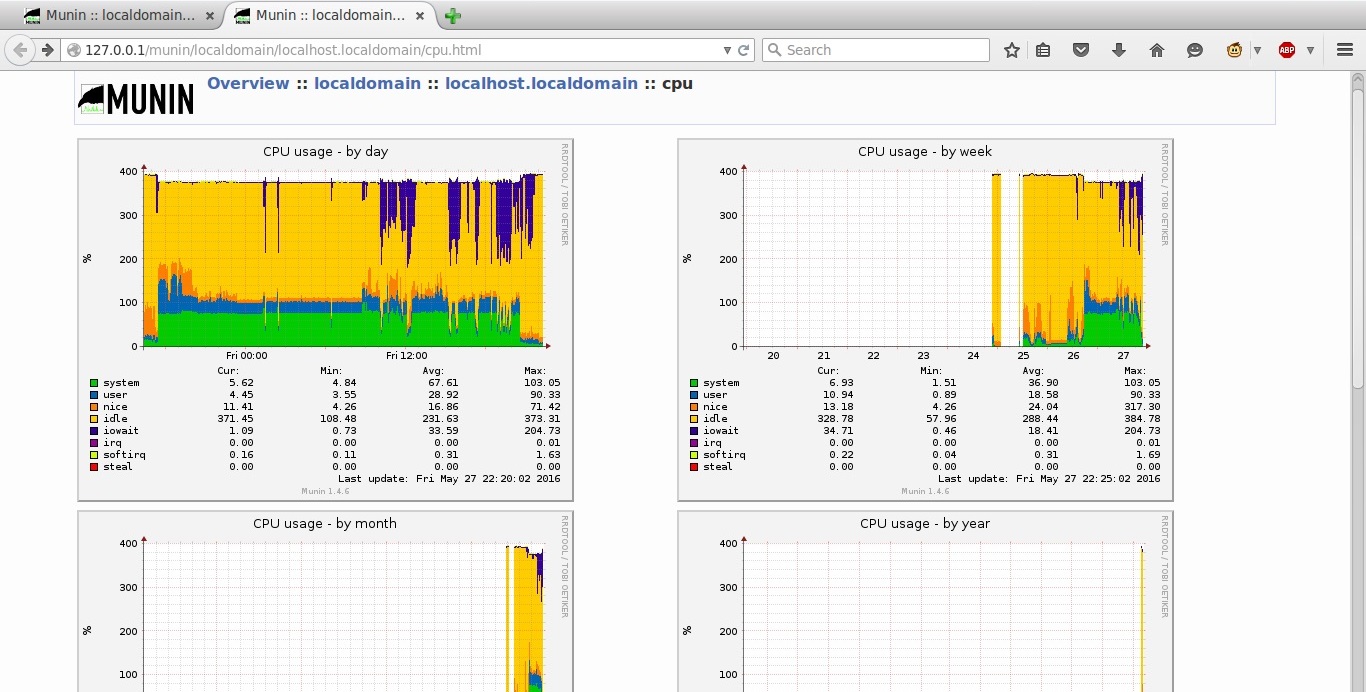 Munin :: localdomain... × Munin :: localdomain... ×
127.0.0.1/munin/localdomain/localhost.localdomain/cpu.html Search ABP
MUNIN Overview :: localdomain :: localhost.localdomain :: cpu
CPU usage - by day
RRDTOOL / TOBI OETIKER
%
400
300
200
100
0
Fri 00:00 Fri 12:00
Cur: Min: Avg: Max:
system 5.62 4.84 67.61 103.05
user 4.45 3.55 28.92 90.33
nice 11.41 4.26 16.86 71.42
idle 371.45 108.48 231.63 373.31
iowait 1.09 0.73 33.59 204.73
irq 0.00 0.00 0.00 0.01
softirq 0.16 0.11 0.31 1.63
steal 0.00 0.00 0.00 0.00
Last update: Fri May 27 22:20:02 2016
Munin 1.4.6
CPU usage - by week
RRDTOOL / TOBI OETIKER
%
400
300
200
100
0
20 21 22 23 24 25 26 27
Cur: Min: Avg: Max:
system 6.93 1.51 36.90 103.05
user 10.94 0.89 18.58 90.33
nice 13.18 4.26 24.04 317.30
idle 328.78 57.96 288.44 384.78
iowait 34.71 0.46 18.41 204.73
irq 0.00 0.00 0.00 0.01
softirq 0.22 0.04 0.31 1.69
steal 0.00 0.00 0.00 0.00
Last update: Fri May 27 22:25:02 2016
Munin 1.4.6
CPU usage - by month
RRDTOOL / TOBI OETIKER
%
400
300
200
100
CPU usage - by year
RRDTOOL / TOBI OETIKER
%
400
300
200
100